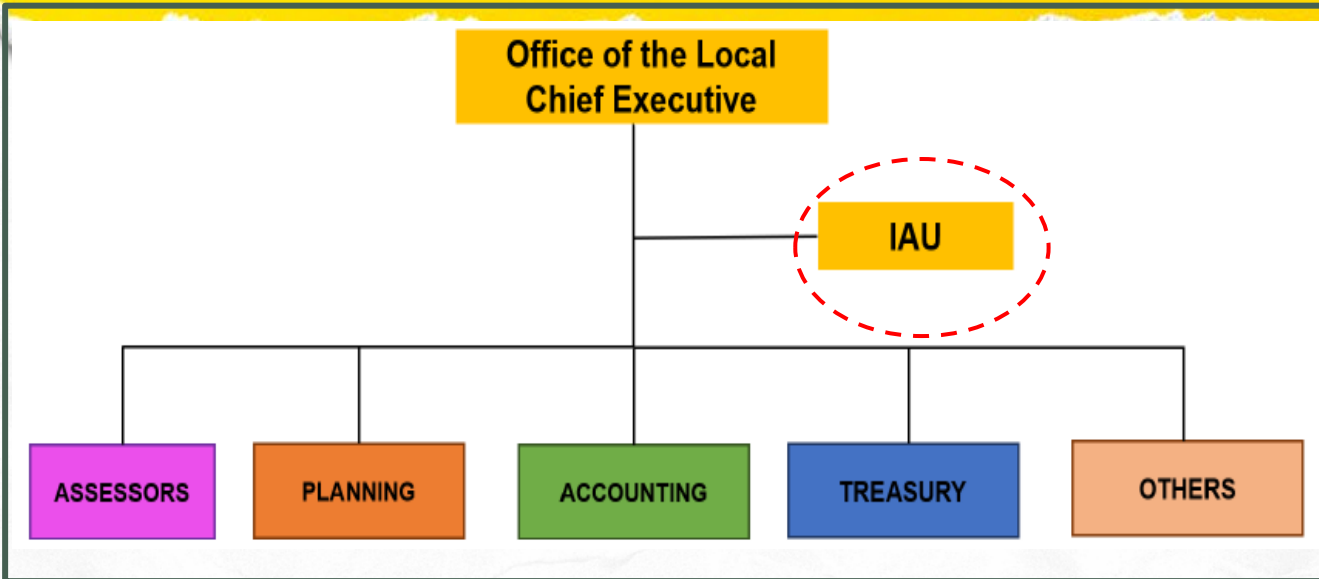 Office of the Local
Chief Executive
IAU
ASSESSORS
PLANNING
ACCOUNTING
TREASURY
OTHERS